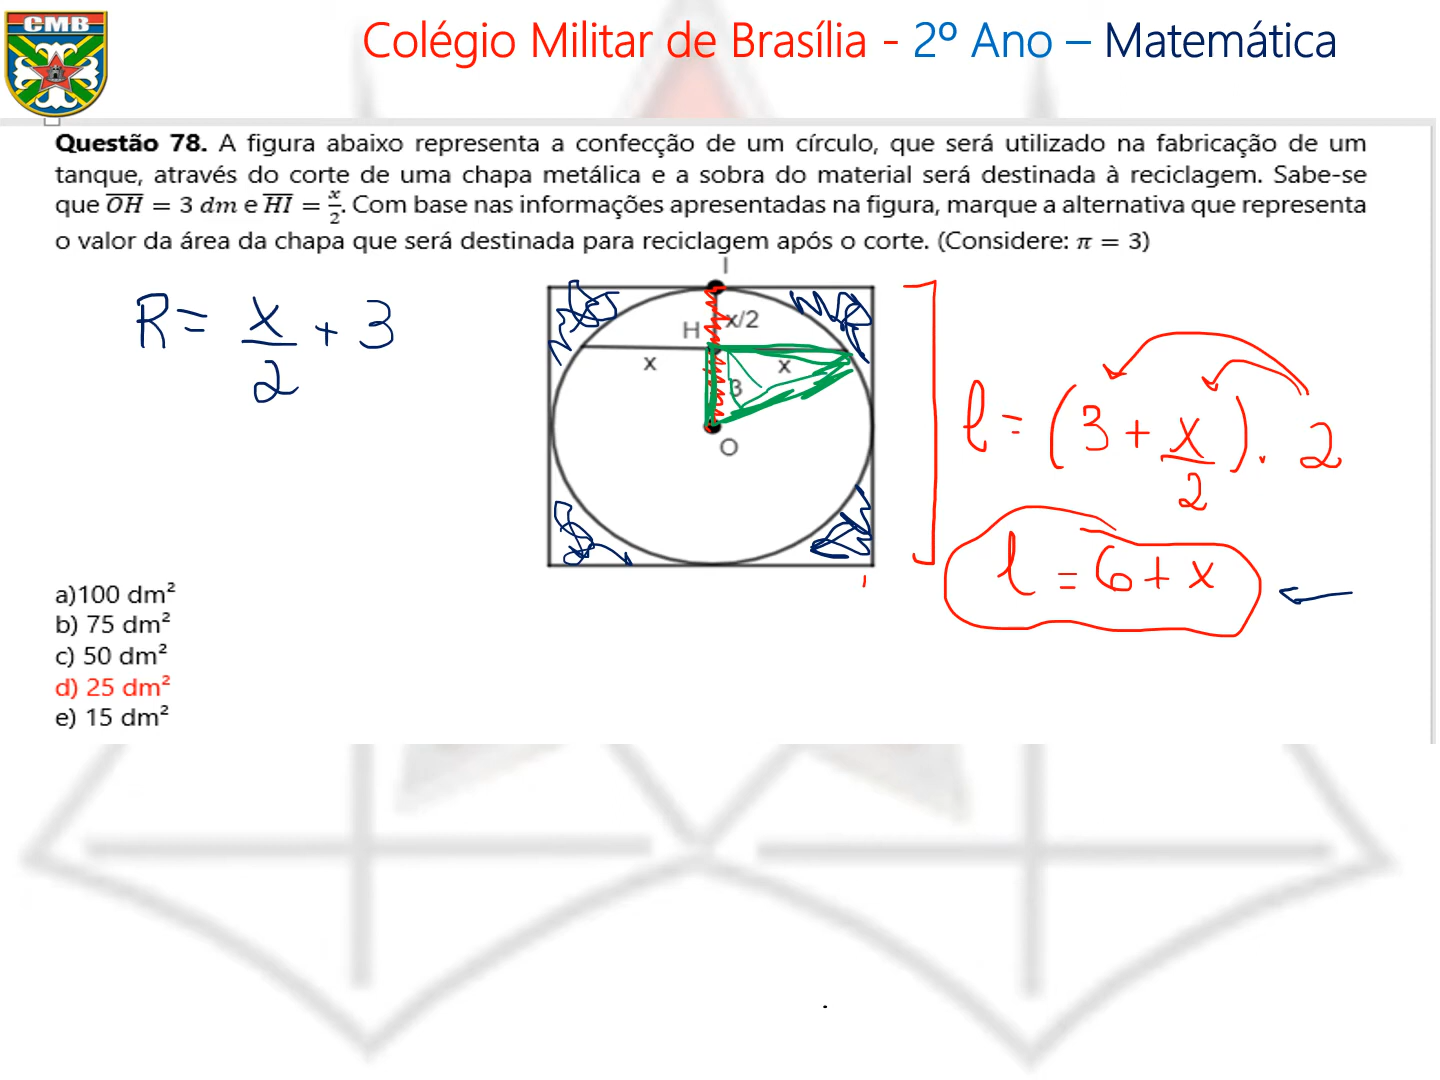 CMB
Colégio Militar de Brasília - 2º Ano – Matemática
Questão 78. A figura abaixo representa a confecção de um círculo, que será utilizado na fabricação de um
tanque, através do corte de uma chapa metálica e a sobra do material será destinada à reciclagem. Sabe-se
que OH = 3 dm e HI = x/2. Com base nas informações apresentadas na figura, marque a alternativa que representa
o valor da área da chapa que será destinada para reciclagem após o corte. (Considere: π = 3)
I
H x/2
x x
3
O
R = x/2 + 3
l = (3 + x/2) . 2
l = 6 + x
a)100 dm²
b) 75 dm²
c) 50 dm²
d) 25 dm²
e) 15 dm²